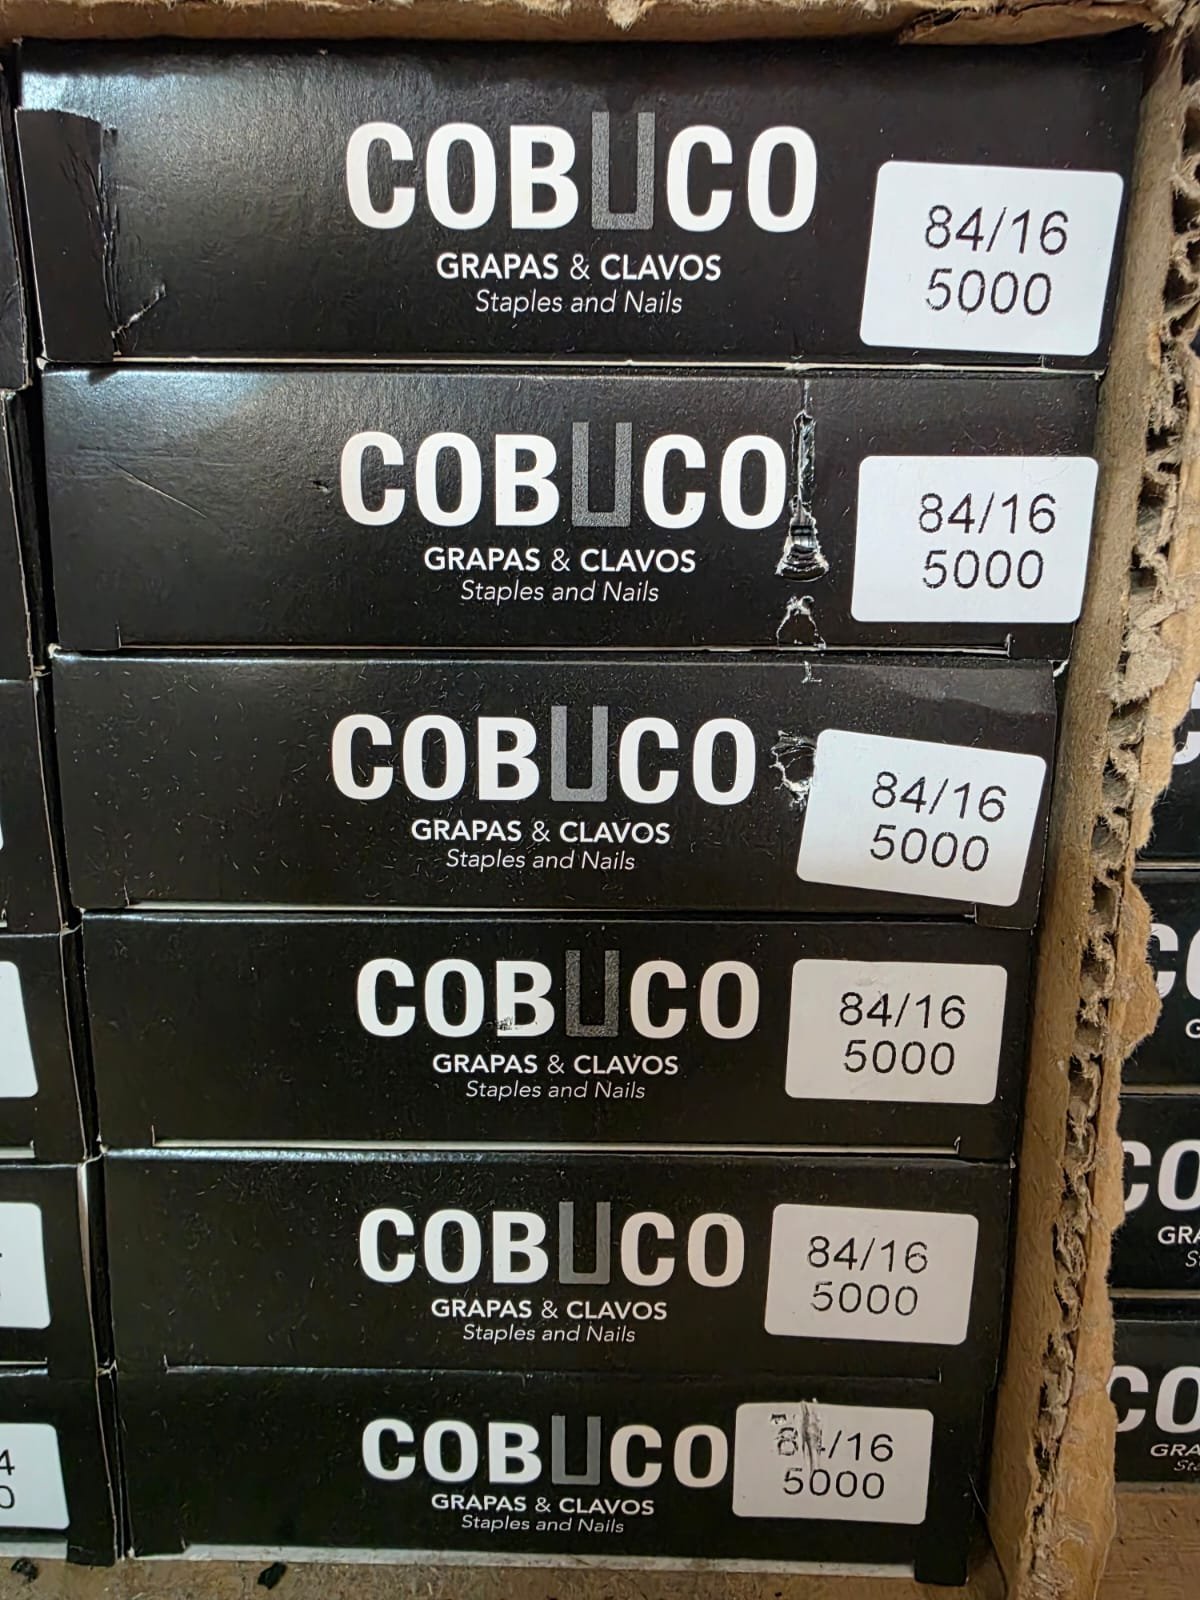 COBUCO
GRAPAS & CLAVOS
Staples and Nails
84/16
5000
COBUCO
GRAPAS & CLAVOS
Staples and Nails
84/16
5000
COBUCO
GRAPAS & CLAVOS
Staples and Nails
84/16
5000
COBUCO
GRAPAS & CLAVOS
Staples and Nails
84/16
5000
COBUCO
GRAPAS & CLAVOS
Staples and Nails
84/16
5000
COBUCO
GRAPAS & CLAVOS
Staples and Nails
84/16
5000